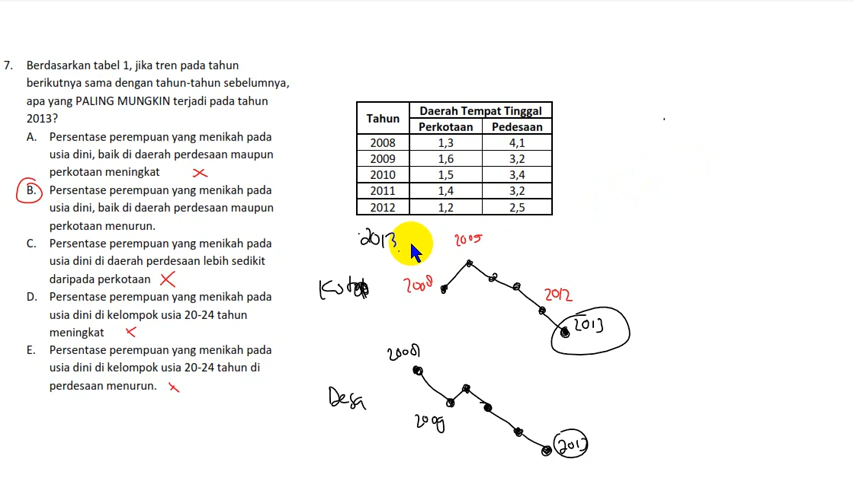 7. Berdasarkan tabel 1, jika tren pada tahun
berikutnya sama dengan tahun-tahun sebelumnya,
apa yang PALING MUNGKIN terjadi pada tahun
2013?
A. Persentase perempuan yang menikah pada
usia dini, baik di daerah perdesaan maupun
perkotaan meningkat
B. Persentase perempuan yang menikah pada
usia dini, baik di daerah perdesaan maupun
perkotaan menurun.
C. Persentase perempuan yang menikah pada
usia dini di daerah perdesaan lebih sedikit
daripada perkotaan
D. Persentase perempuan yang menikah pada
usia dini di kelompok usia 20-24 tahun
meningkat
E. Persentase perempuan yang menikah pada
usia dini di kelompok usia 20-24 tahun di
perdesaan menurun.
Tahun Daerah Tempat Tinggal
Perkotaan Pedesaan
2008 1,3 4,1
2009 1,6 3,2
2010 1,5 3,4
2011 1,4 3,2
2012 1,2 2,5
2013
2008
2012
2013
2008
Desa
2009
2013